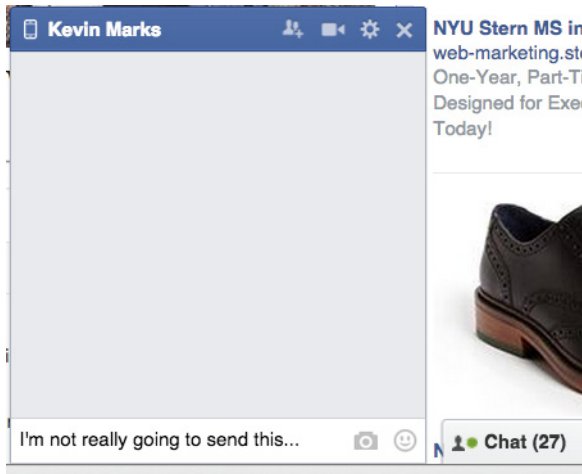 Kevin Marks
NYU Stern MS in
web-marketing.ste
One-Year, Part-Ti
Designed for Exe
Today!
I'm not really going to send this...
Chat (27)